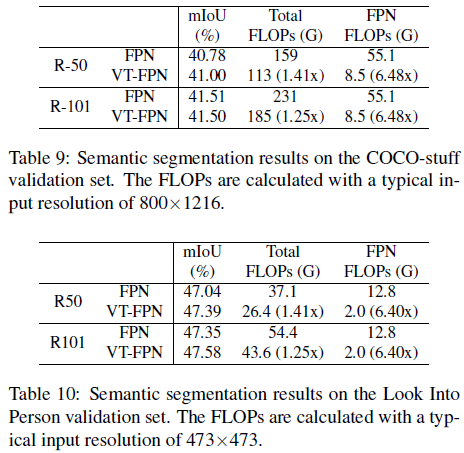 mIoU Total FPN
(%) FLOPs (G) FLOPs (G)
R-50 FPN 40.78 159 55.1
VT-FPN 41.00 113 (1.41x) 8.5 (6.48x)
R-101 FPN 41.51 231 55.1
VT-FPN 41.50 185 (1.25x) 8.5 (6.48x)
Table 9: Semantic segmentation results on the COCO-stuff
validation set. The FLOPs are calculated with a typical in-
put resolution of 800×1216.
mIoU Total FPN
(%) FLOPs (G) FLOPs (G)
R50 FPN 47.04 37.1 12.8
VT-FPN 47.39 26.4 (1.41x) 2.0 (6.40x)
R101 FPN 47.35 54.4 12.8
VT-FPN 47.58 43.6 (1.25x) 2.0 (6.40x)
Table 10: Semantic segmentation results on the Look Into
Person validation set. The FLOPs are calculated with a typ-
ical input resolution of 473×473.